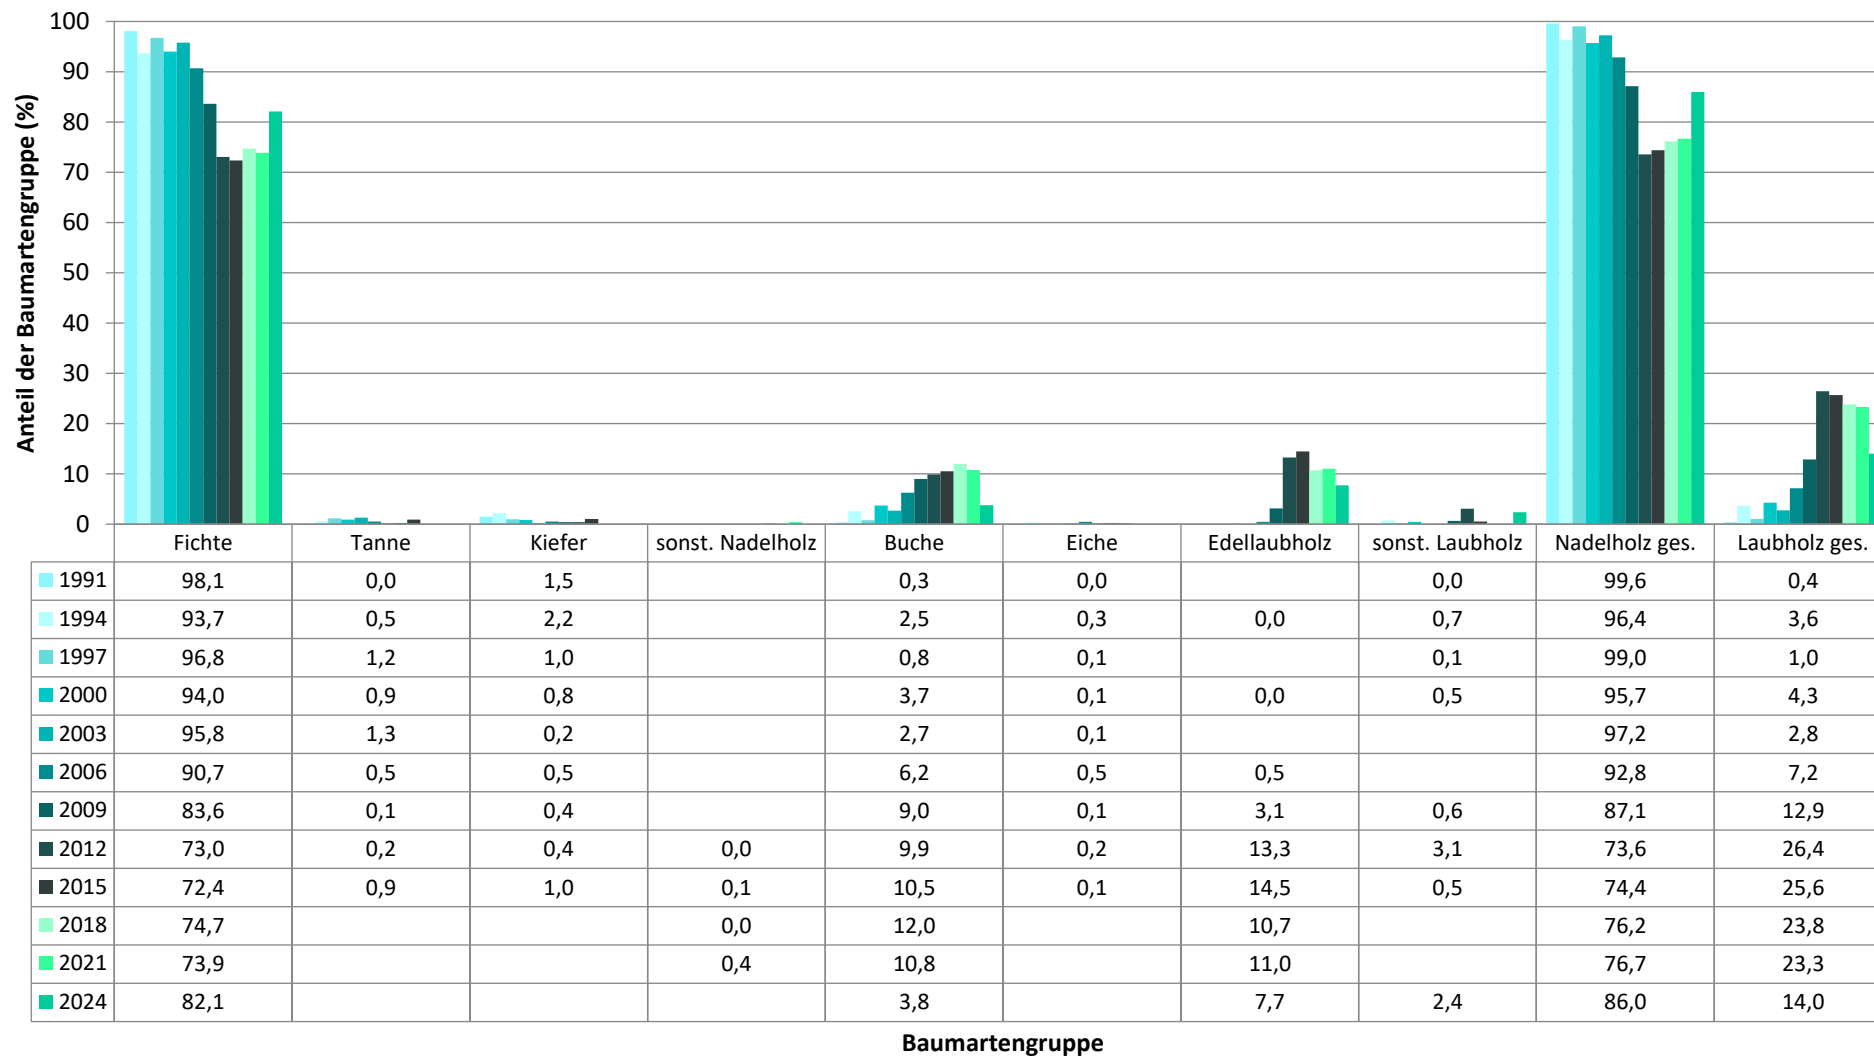 Anteil der Baumartengruppe (%)
100
90
80
70
60
50
40
30
20
10
0
Fichte Tanne Kiefer sonst. Nadelholz Buche Eiche Edellaubholz sonst. Laubholz Nadelholz ges. Laubholz ges.
1991 98,1 0,0 1,5 0,3 0,0 0,0 99,6 0,4
1994 93,7 0,5 2,2 2,5 0,3 0,0 0,7 96,4 3,6
1997 96,8 1,2 1,0 0,8 0,1 0,1 99,0 1,0
2000 94,0 0,9 0,8 3,7 0,1 0,0 0,5 95,7 4,3
2003 95,8 1,3 0,2 2,7 0,1 97,2 2,8
2006 90,7 0,5 0,5 6,2 0,5 0,5 92,8 7,2
2009 83,6 0,1 0,4 9,0 0,1 3,1 0,6 87,1 12,9
2012 73,0 0,2 0,4 0,0 9,9 0,2 13,3 3,1 73,6 26,4
2015 72,4 0,9 1,0 0,1 10,5 0,1 14,5 0,5 74,4 25,6
2018 74,7 0,0 12,0 10,7 76,2 23,8
2021 73,9 0,4 10,8 11,0 76,7 23,3
2024 82,1 3,8 7,7 2,4 86,0 14,0
Baumartengruppe